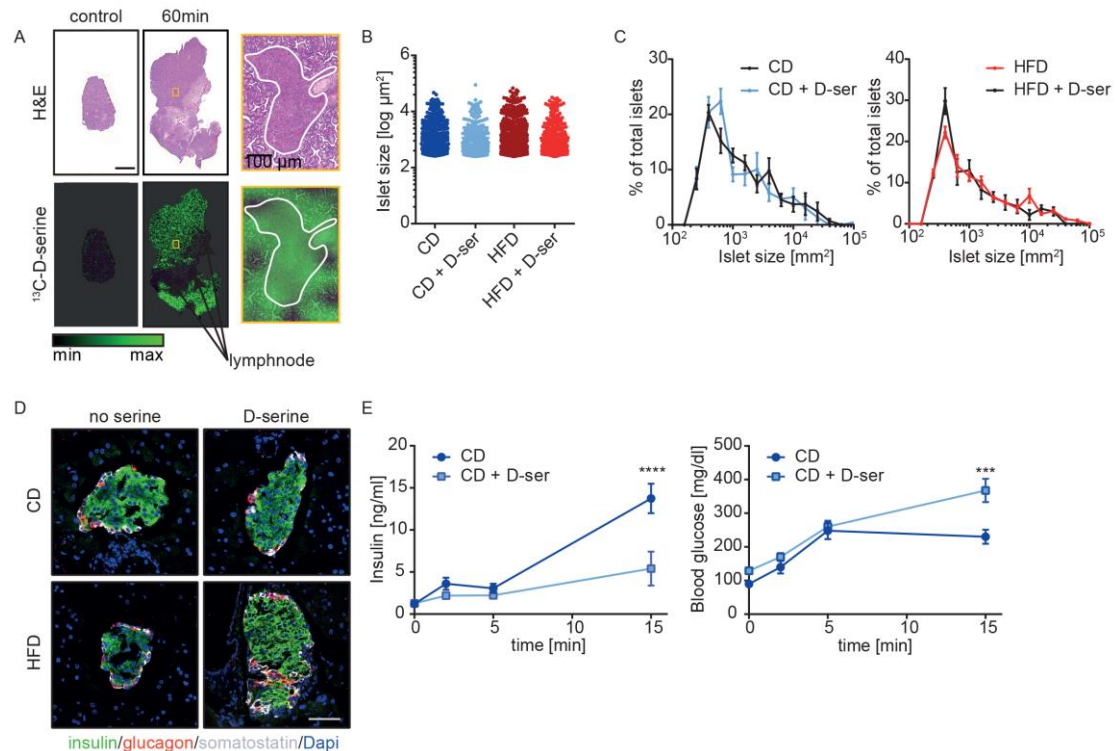 A
control
60min
H&E
100 µm
¹³C-D-serine
min
max
lymphnode
B
Islet size [log µm²]
10⁶
10⁴
10²
10⁰
CD
CD + D-ser
HFD
HFD + D-ser
C
% of total islets
30
20
10
0
10² 10³ 10⁴ 10⁵
Islet size [mm²]
CD
CD + D-ser
% of total islets
40
30
20
10
0
10² 10³ 10⁴ 10⁵
Islet size [mm²]
HFD
HFD + D-ser
D
no serine
D-serine
CD
HFD
insulin/glucagon/somatostatin/Dapi
E
Insulin [ng/ml]
20
15
10
5
0
0 5 10 15
time [min]
CD
CD + D-ser
****
Blood glucose [mg/dl]
500
400
300
200
100
0
0 5 10 15
time [min]
CD
CD + D-ser
***